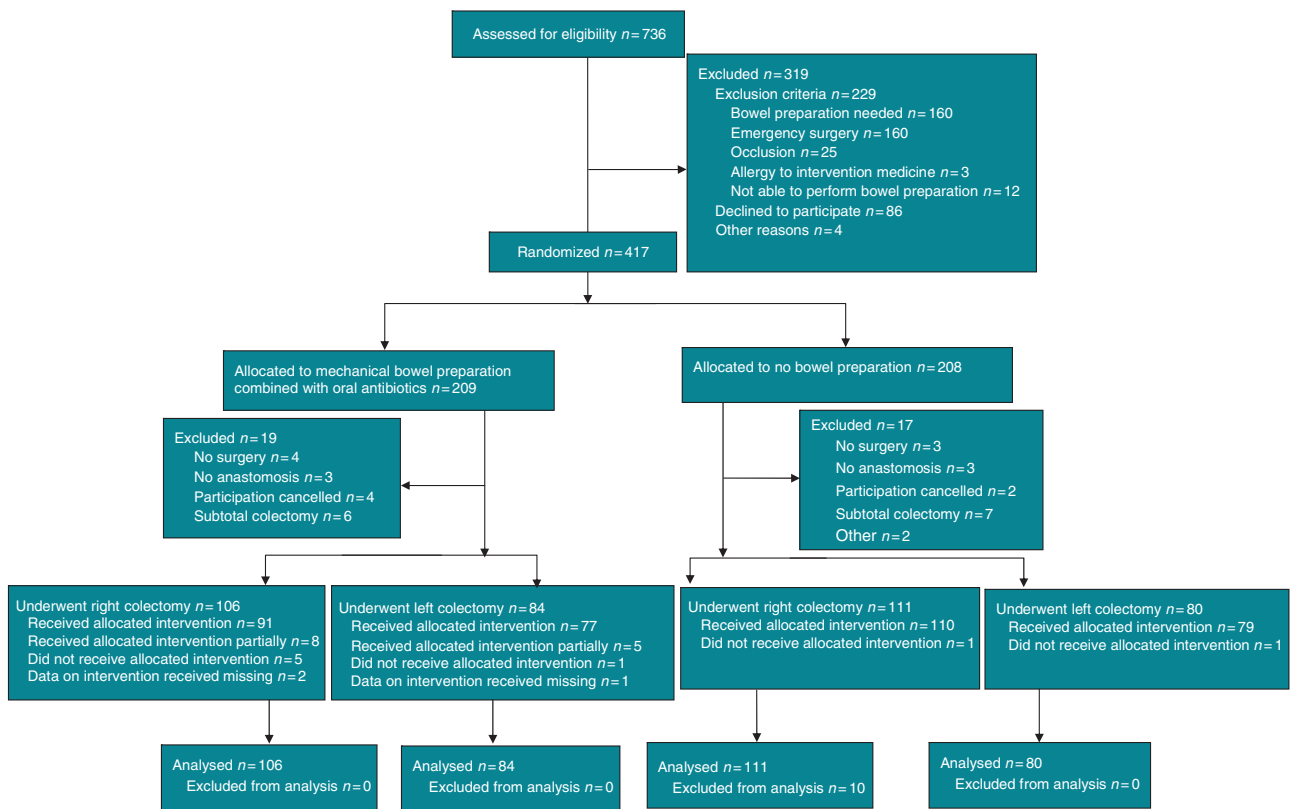 Assessed for eligibility n=736
Excluded n=319
Exclusion criteria n=229
Bowel preparation needed n=160
Emergency surgery n=160
Occlusion n=25
Allergy to intervention medicine n=3
Not able to perform bowel preparation n=12
Declined to participate n=86
Other reasons n=4
Randomized n=417
Allocated to mechanical bowel preparation
combined with oral antibiotics n=209
Allocated to no bowel preparation n=208
Excluded n=19
No surgery n=4
No anastomosis n=3
Participation cancelled n=4
Subtotal colectomy n=6
Excluded n=17
No surgery n=3
No anastomosis n=3
Participation cancelled n=2
Subtotal colectomy n=7
Other n=2
Underwent right colectomy n=106
Received allocated intervention n=91
Received allocated intervention partially n=8
Did not receive allocated intervention n=5
Data on intervention received missing n=2
Underwent left colectomy n=84
Received allocated intervention n=77
Received allocated intervention partially n=5
Did not receive allocated intervention n=1
Data on intervention received missing n=1
Underwent right colectomy n=111
Received allocated intervention n=110
Did not receive allocated intervention n=1
Underwent left colectomy n=80
Received allocated intervention n=79
Did not receive allocated intervention n=1
Analysed n=106
Excluded from analysis n=0
Analysed n=84
Excluded from analysis n=0
Analysed n=111
Excluded from analysis n=10
Analysed n=80
Excluded from analysis n=0